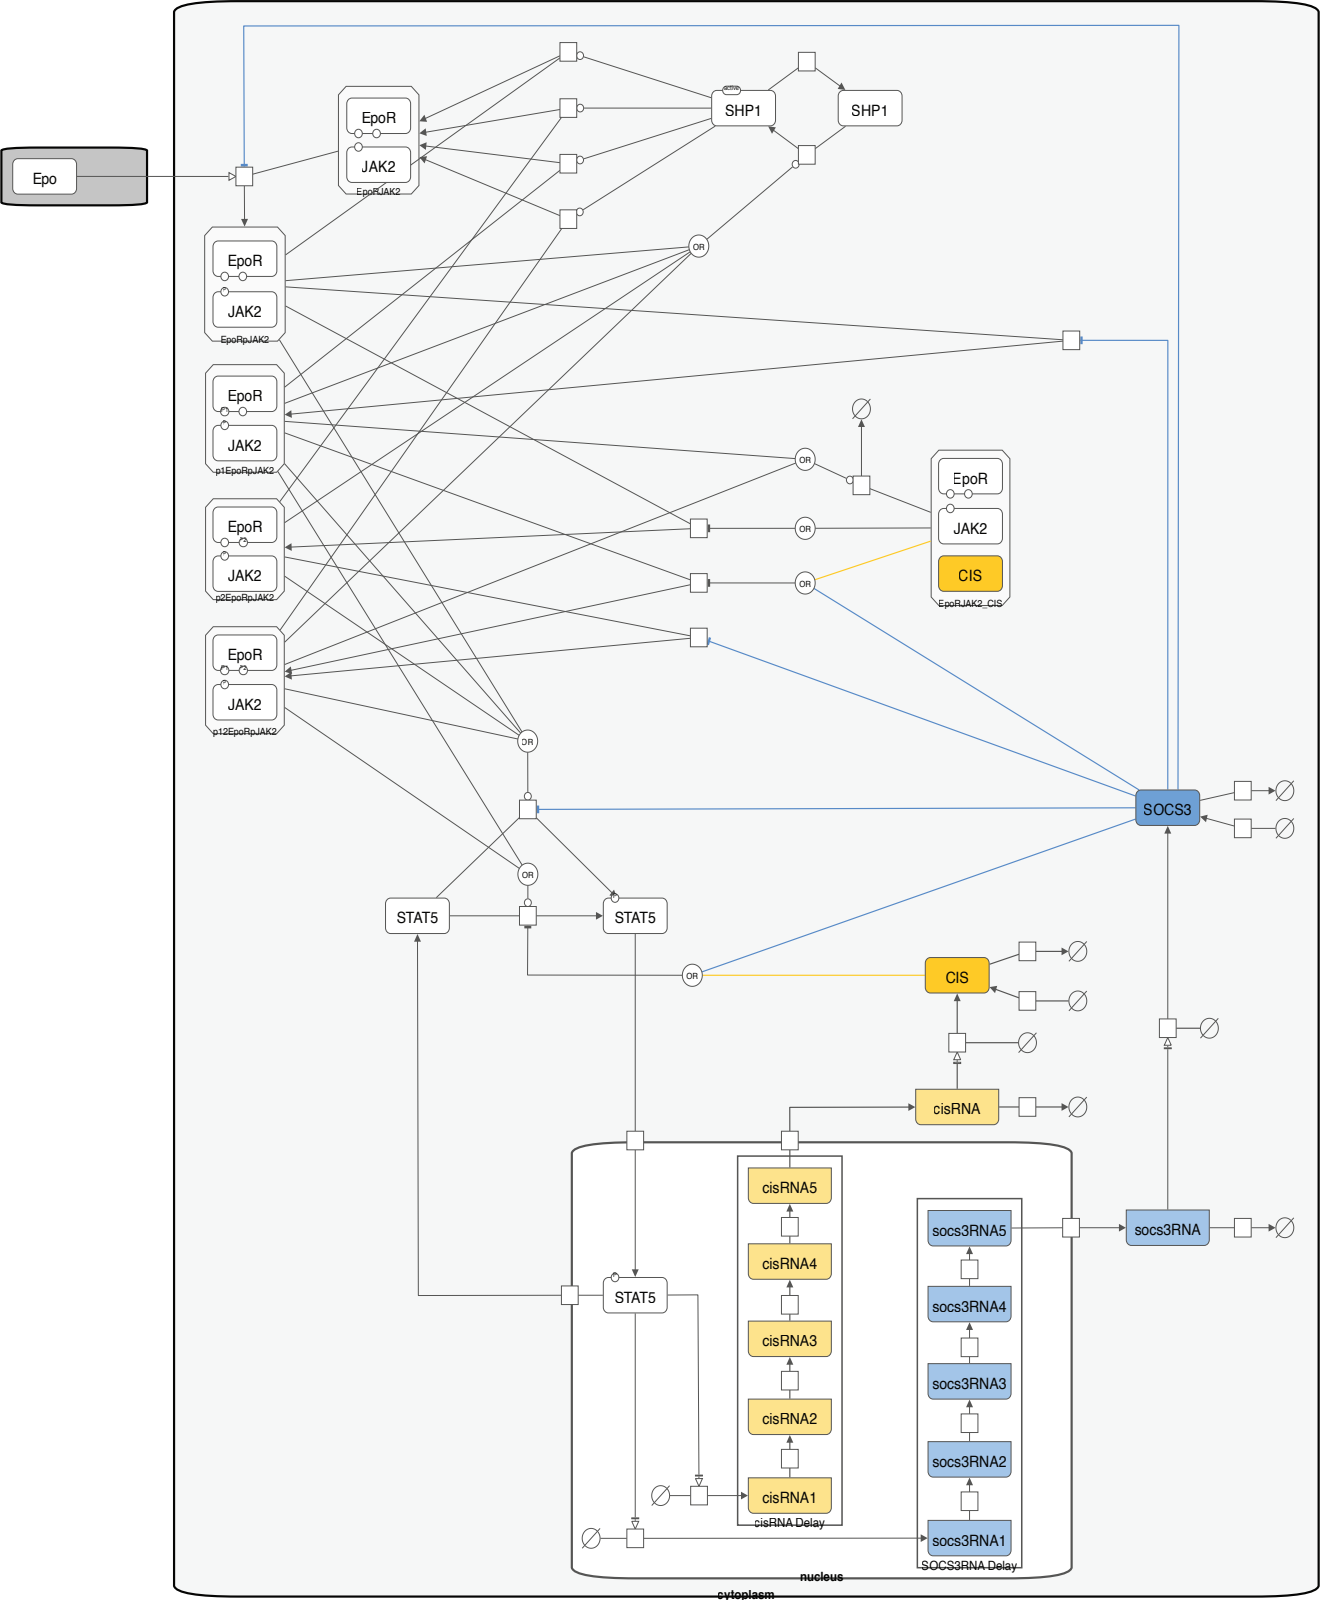 active
EpoR
SHP1
SHP1
JAK2
Epo
EpoRJAK2
OR
EpoR
JAK2
EpoRpJAK2
EpoR
JAK2
p1EpoRpJAK2
OR
EpoR
EpoR
OR
JAK2
JAK2
OR
CIS
p2EpoRpJAK2
EpoRJAK2_CIS
EpoR
JAK2
p12EpoRpJAK2
OR
SOCS3
OR
STAT5
STAT5
OR
CIS
cisRNA
cisRNA5
socs3RNA5
socs3RNA
cisRNA4
STAT5
socs3RNA4
cisRNA3
socs3RNA3
cisRNA2
socs3RNA2
cisRNA1
cisRNA Delay
socs3RNA1
SOCS3RNA Delay
nucleus
cytoplasm